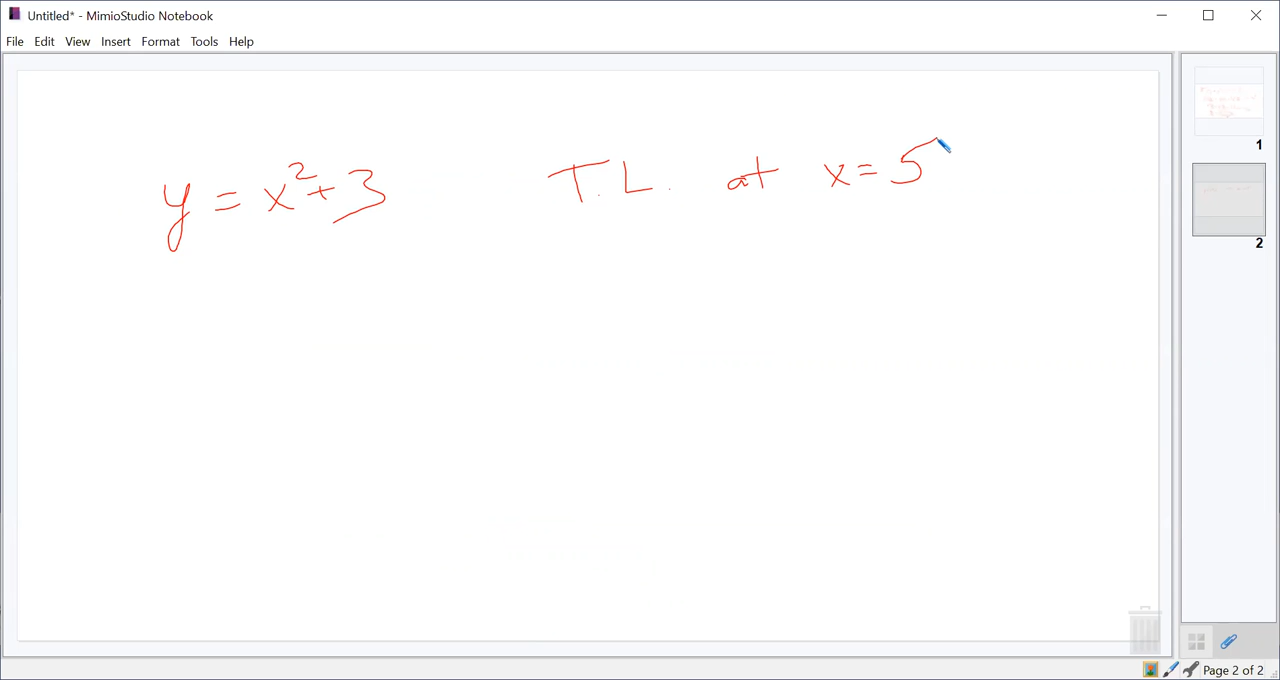 Untitled* - MimioStudio Notebook
File Edit View Insert Format Tools Help
y = x² + 3 T.L. at x = 5
1
2
Page 2 of 2